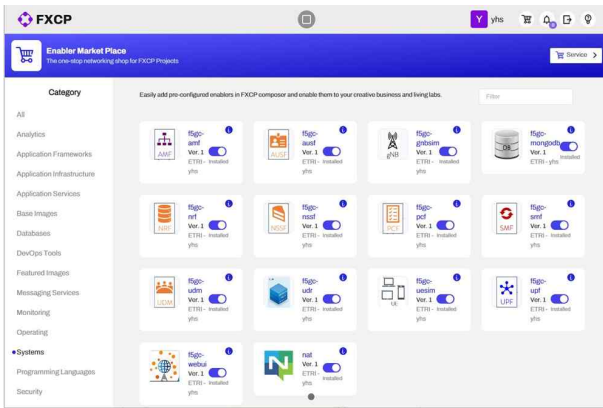 FXCP
Y yhs
Enabler Market Place
The one-stop networking shop for FXCP Projects
Service
Category
Easily add pre-configured enablers in FXCP composer and enable them to your creative business and living labs.
Filter
All
Analytics
Application Frameworks
Application Infrastructure
Application Services
Base Images
Databases
DevOps Tools
Featured Images
Messaging Services
Monitoring
Operating
Systems
Programming Languages
Security
AMF
f5gc-
amf
Ver. 1
ETRI - Installed
yhs
AUSF
f5gc-
ausf
Ver. 1
ETRI - Installed
yhs
gNB
f5gc-
gnbsim
Ver. 1
ETRI - Installed
yhs
DB
f5gc-
mongodb
Ver. 1
ETRI - yhs Installed
NRF
f5gc-
nrf
Ver. 1
ETRI - Installed
yhs
NSSF
f5gc-
nssf
Ver. 1
ETRI - Installed
yhs
PCF
f5gc-
pcf
Ver. 1
ETRI - Installed
yhs
SMF
f5gc-
smf
Ver. 1
ETRI - Installed
yhs
UDM
f5gc-
udm
Ver. 1
ETRI - Installed
yhs
f5gc-
udr
Ver. 1
ETRI - Installed
yhs
UE
f5gc-
uesim
Ver. 1
ETRI - Installed
yhs
UPF
f5gc-
upf
Ver. 1
ETRI - Installed
yhs
f5gc-
webui
Ver. 1
ETRI - Installed
yhs
nat
Ver. 1
ETRI - Installed
yhs